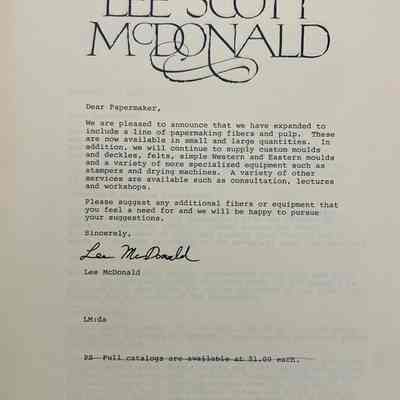 LEE SCOTT
McDONALD
Dear Papermaker,
We are pleased to announce that we have expanded to
include a line of papermaking fibers and pulp. These
are now available in small and large quantities. In
addition, we will continue to supply custom moulds
and deckles, felts, simple Western and Eastern moulds
and a variety of more specialized equipment such as
stampers and drying machines. A variety of other
services are available such as consultation, lectures
and workshops.
Please suggest any additional fibers or equipment that
you feel a need for and we will be happy to pursue
your suggestions.
Sincerely,
Lee McDonald
Lee McDonald
LM:da
PS Full catalogs are available at $1.00 each.